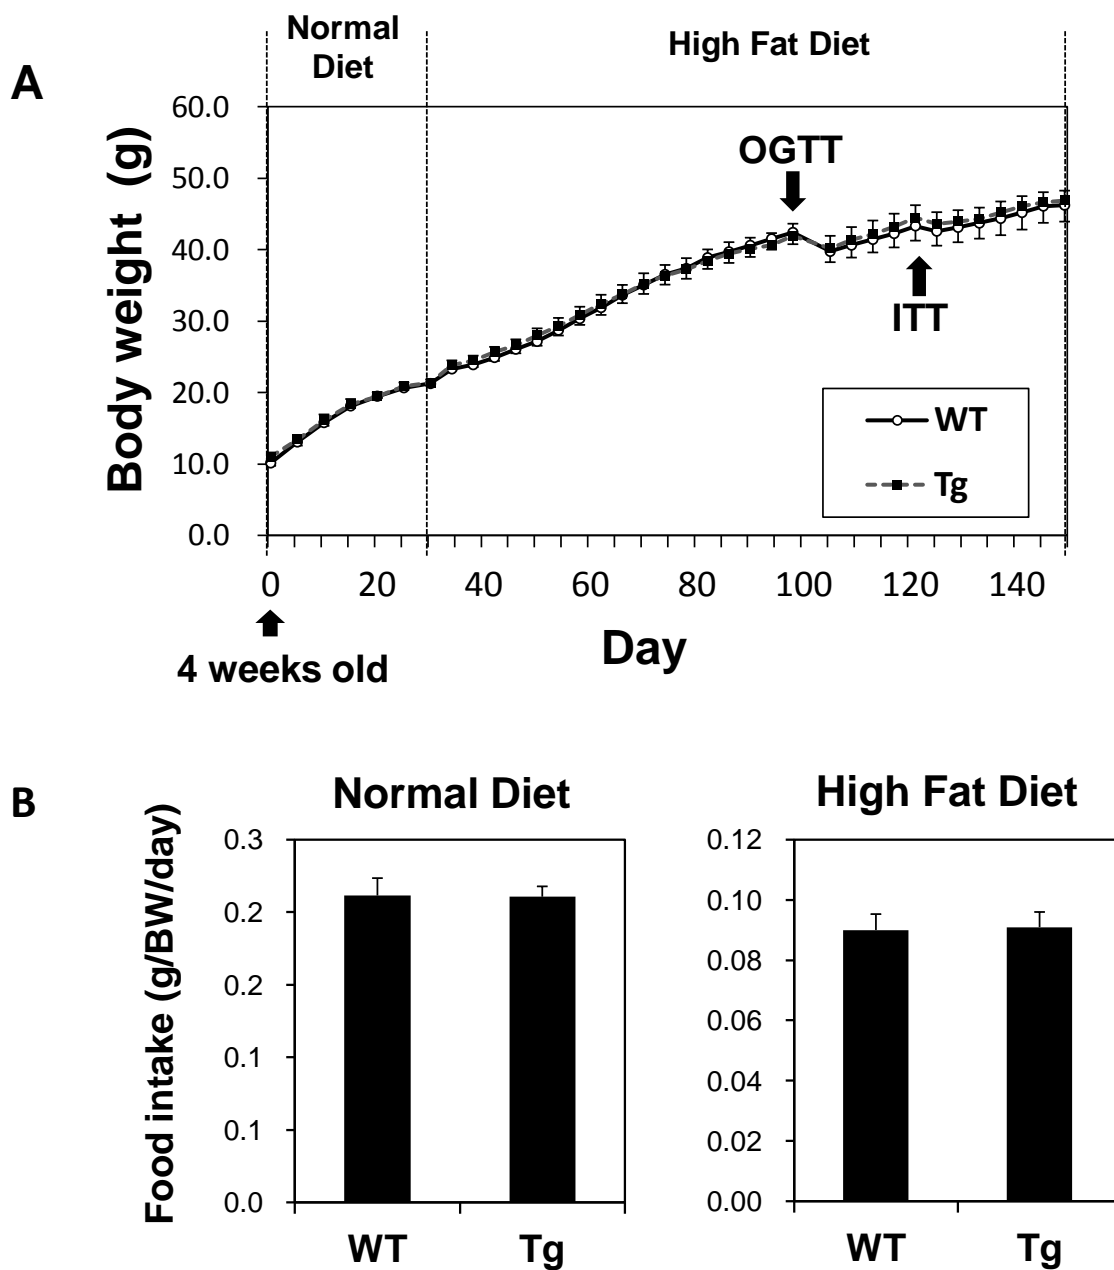 A
Normal
Diet
High Fat Diet
Body weight (g)
60.0
50.0
40.0
30.0
20.0
10.0
0.0
OGTT
ITT
WT
Tg
0 20 40 60 80 100 120 140
Day
4 weeks old
B
Normal Diet
High Fat Diet
Food intake (g/BW/day)
0.3
0.2
0.2
0.1
0.1
0.0
WT Tg
0.12
0.10
0.08
0.06
0.04
0.02
0.00
WT Tg